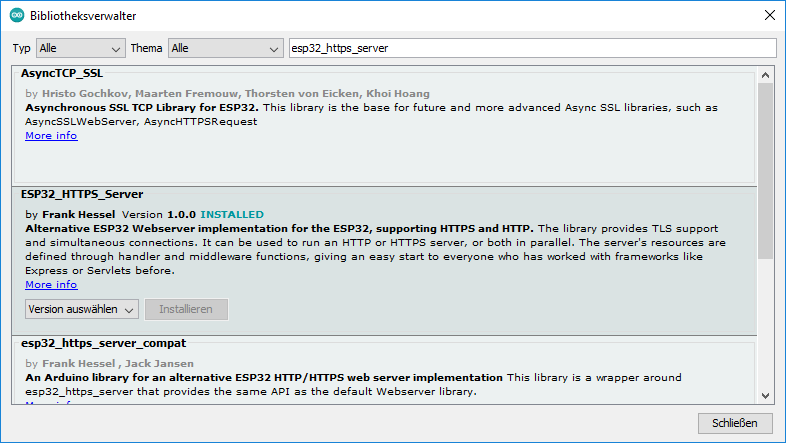 Bibliotheksverwalter
Typ Alle Thema Alle esp32_https_server
AsyncTCP_SSL
by Hristo Gochkov, Maarten Fremouw, Thorsten von Eicken, Khoi Hoang
Asynchronous SSL TCP Library for ESP32. This library is the base for future and more advanced Async SSL libraries, such as
AsyncSSLWebServer, AsyncHTTPSRequest
More info
ESP32_HTTPS_Server
by Frank Hessel Version 1.0.0 INSTALLED
Alternative ESP32 Webserver implementation for the ESP32, supporting HTTPS and HTTP. The library provides TLS support
and simultaneous connections. It can be used to run an HTTP or HTTPS server, or both in parallel. The server's resources are
defined through handler and middleware functions, giving an easy start to everyone who has worked with frameworks like
Express or Servlets before.
More info
Version auswählen Installieren
esp32_https_server_compat
by Frank Hessel , Jack Jansen
An Arduino library for an alternative ESP32 HTTP/HTTPS web server implementation This library is a wrapper around
esp32_https_server that provides the same API as the default Webserver library.
More info
Schließen